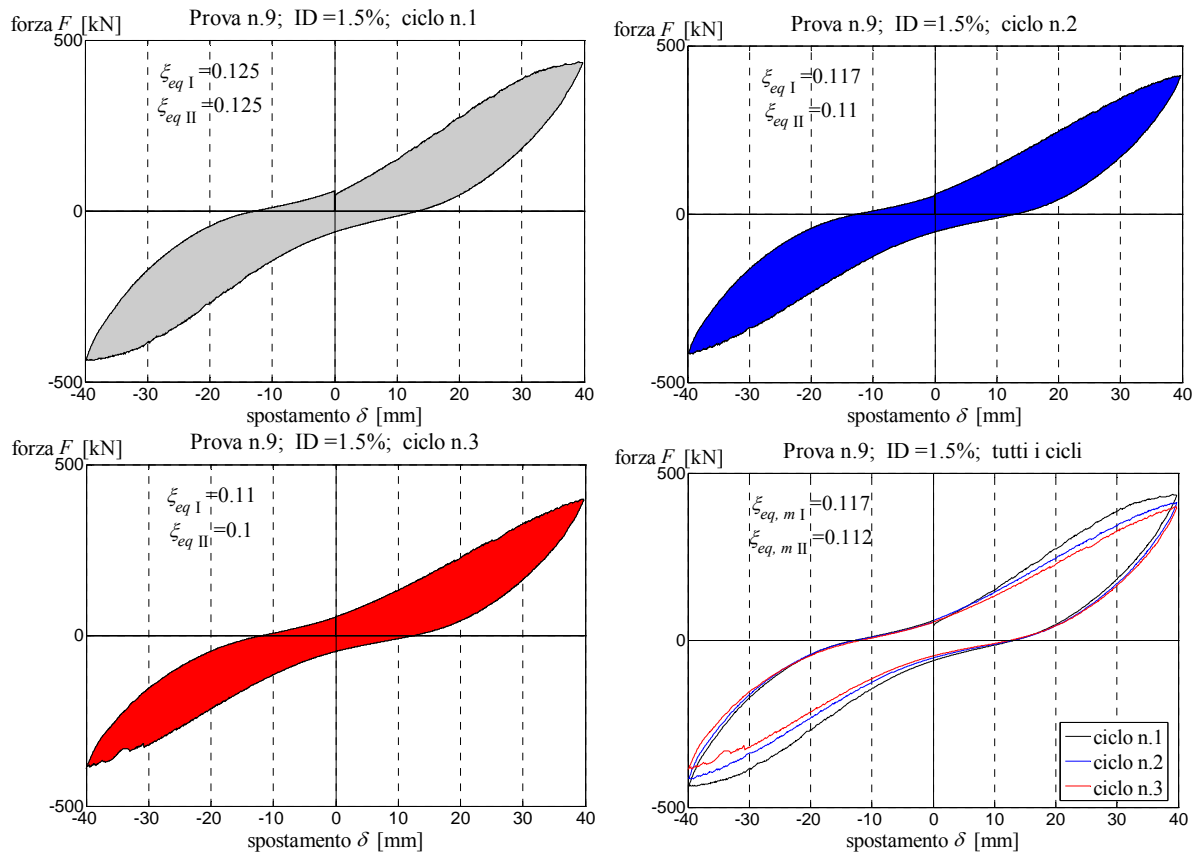 Prova n.9; ID =1.5%; ciclo n.1
forza F [kN]
500
ξeq I =0.125
ξeq II =0.125
0
-500
-40 -30 -20 -10 0 10 20 30 40
spostamento δ [mm]
Prova n.9; ID =1.5%; ciclo n.2
forza F [kN]
500
ξeq I =0.117
ξeq II =0.11
0
-500
-40 -30 -20 -10 0 10 20 30 40
spostamento δ [mm]
Prova n.9; ID =1.5%; ciclo n.3
forza F [kN]
500
ξeq I =0.11
ξeq II =0.1
0
-500
-40 -30 -20 -10 0 10 20 30 40
spostamento δ [mm]
Prova n.9; ID =1.5%; tutti i cicli
forza F [kN]
500
ξeq, m I =0.117
ξeq, m II =0.112
0
-500
ciclo n.1
ciclo n.2
ciclo n.3
-40 -30 -20 -10 0 10 20 30 40
spostamento δ [mm]